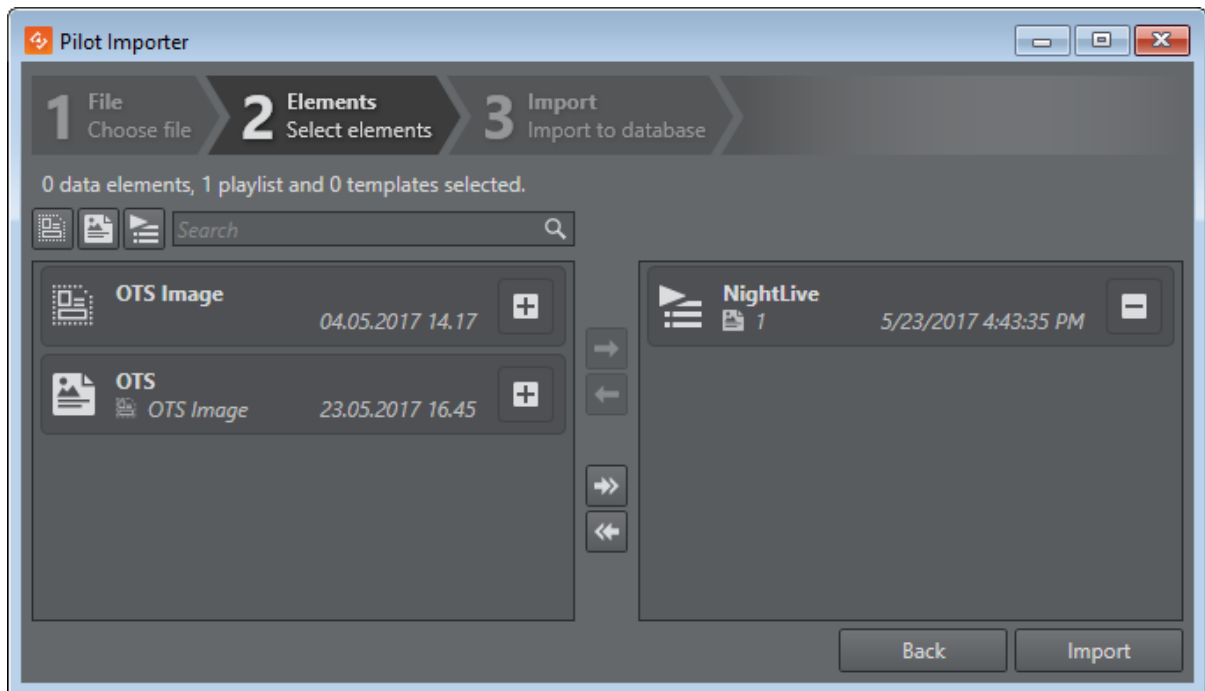 Pilot Importer
1 File
Choose file
2 Elements
Select elements
3 Import
Import to database
0 data elements, 1 playlist and 0 templates selected.
Search
OTS Image
04.05.2017 14.17
OTS
OTS Image 23.05.2017 16.45
NightLive
1 5/23/2017 4:43:35 PM
Back Import